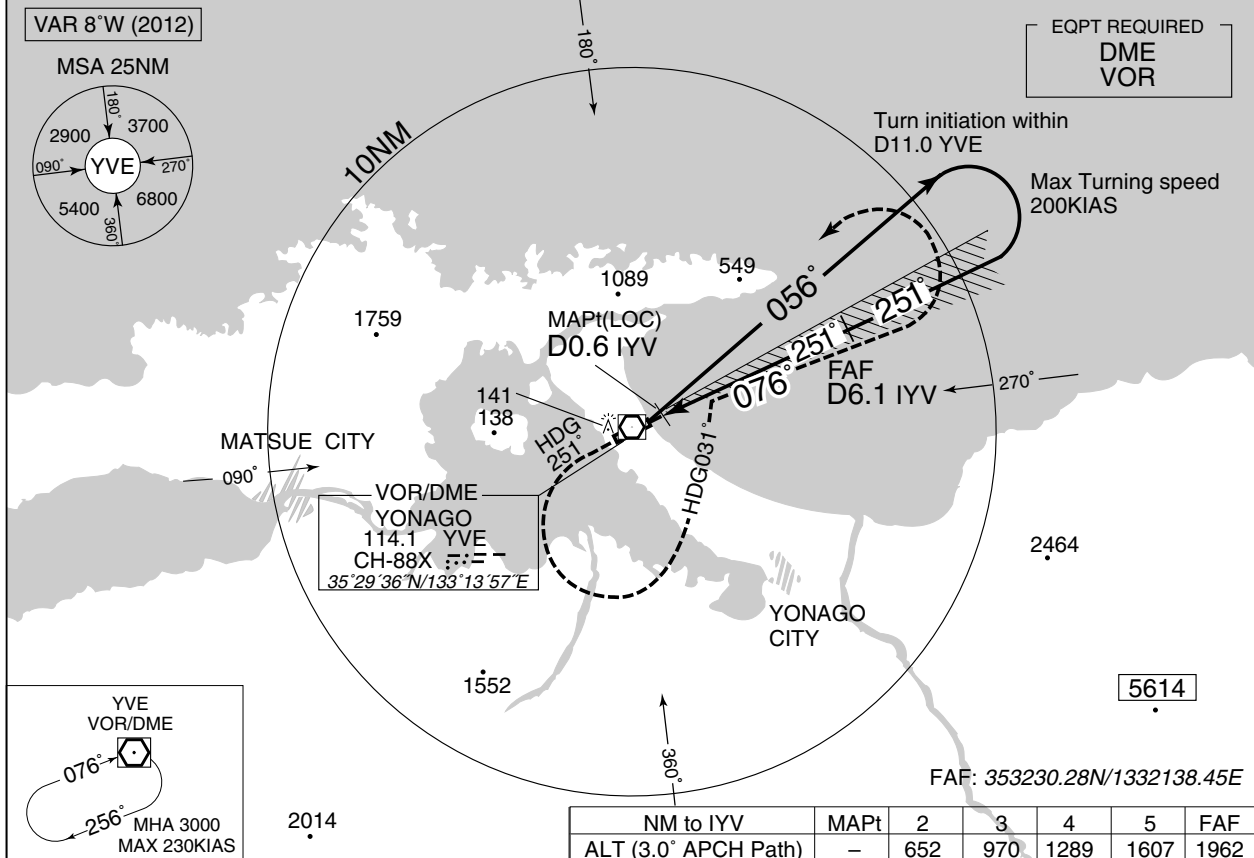 VAR 8°W (2012)
MSA 25NM
180°
2900
3700
090°
YVE
270°
5400
6800
360°
180°
EQPT REQUIRED
DME
VOR
10NM
Turn initiation within
D11.0 YVE
Max Turning speed
200KIAS
056°
251°
251°
076°
FAF
D6.1 IYV
270°
1089
549
1759
MAPt(LOC)
D0.6 IYV
141
138
HDG
251°
HDG031°
MATSUE CITY
090°
VOR/DME
YONAGO
114.1 YVE
CH-88X
35°29′36″N/133°13′57″E
2464
YONAGO
CITY
1552
5614
360°
YVE
VOR/DME
076°
256°
MHA 3000
MAX 230KIAS
2014
FAF: 353230.28N/1332138.45E
NM to IYV MAPt 2 3 4 5 FAF
ALT (3.0° APCH Path) – 652 970 1289 1607 1962